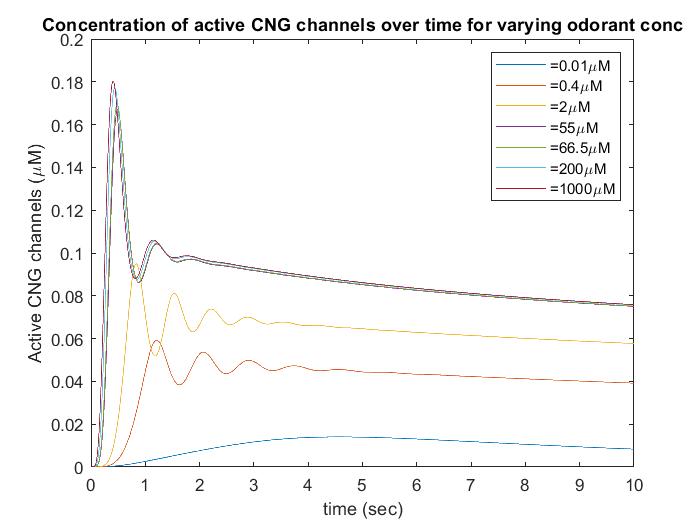 Concentration of active CNG channels over time for varying odorant conc
0.2
0.18
0.16
0.14
0.12
0.1
0.08
0.06
0.04
0.02
0
Active CNG channels (μM)
=0.01μM
=0.4μM
=2μM
=55μM
=66.5μM
=200μM
=1000μM
0 1 2 3 4 5 6 7 8 9 10
time (sec)